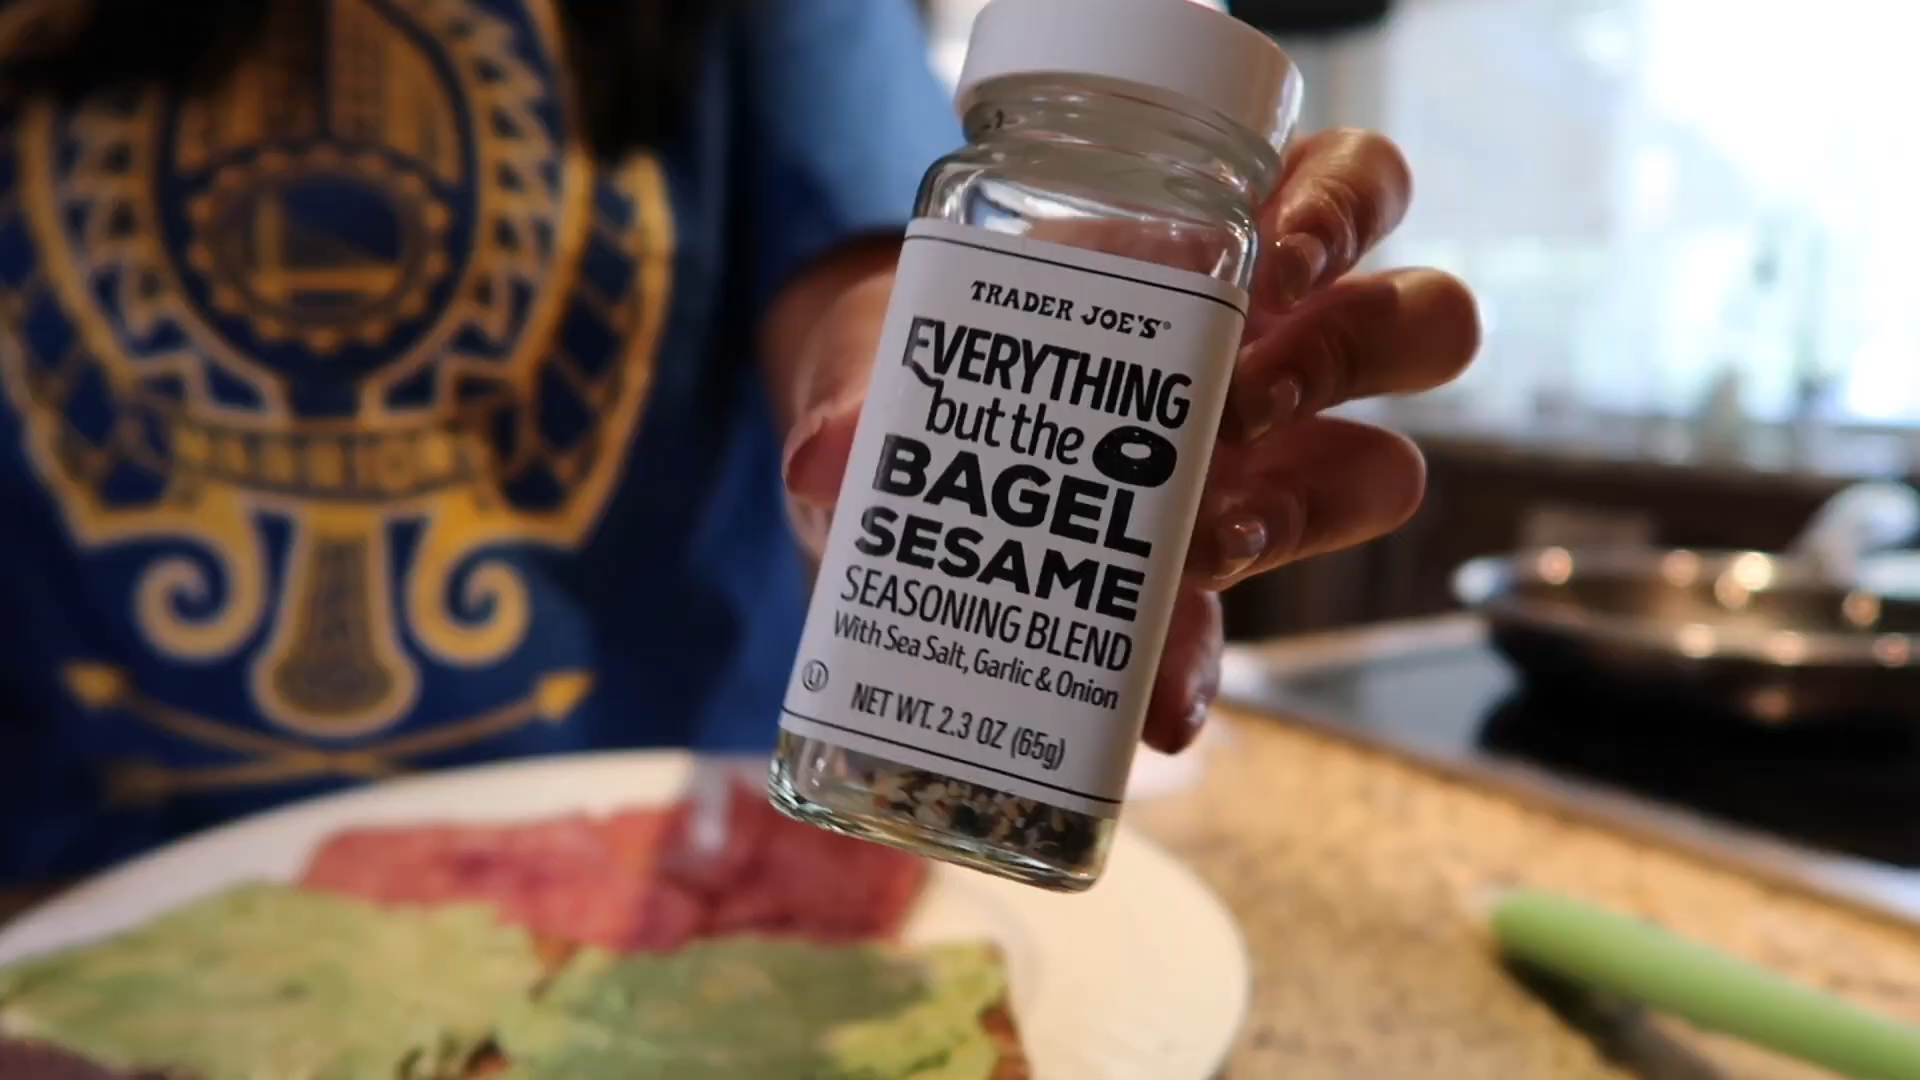 TRADER JOE'S®
EVERYTHING
but the
BAGEL
SESAME
SEASONING BLEND
With Sea Salt, Garlic & Onion
NET WT. 2.3 OZ (65g)